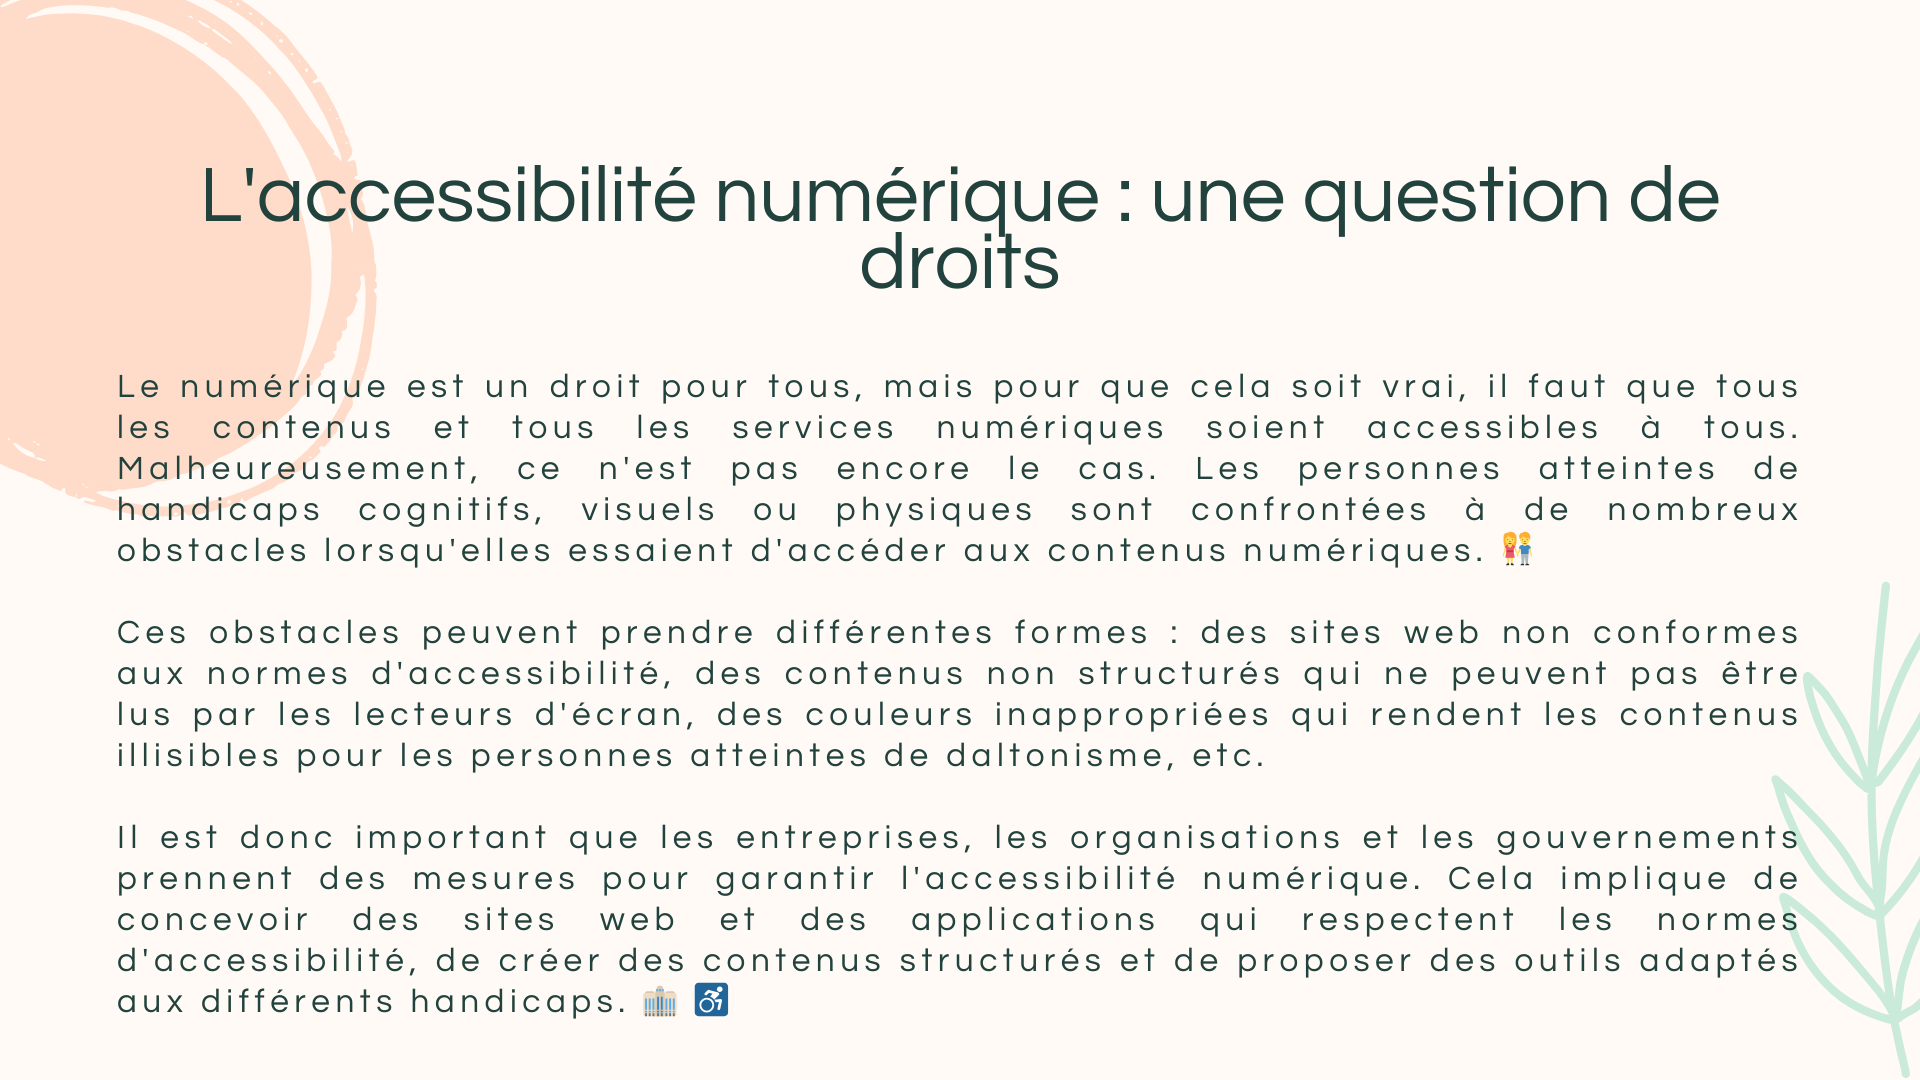 L'accessibilité numérique : une question de
droits
Le numérique est un droit pour tous, mais pour que cela soit vrai, il faut que tous
les contenus et tous les services numériques soient accessibles à tous.
Malheureusement, ce n'est pas encore le cas. Les personnes atteintes de
handicaps cognitifs, visuels ou physiques sont confrontées à de nombreux
obstacles lorsqu'elles essaient d'accéder aux contenus numériques. 👫
Ces obstacles peuvent prendre différentes formes : des sites web non conformes
aux normes d'accessibilité, des contenus non structurés qui ne peuvent pas être
lus par les lecteurs d'écran, des couleurs inappropriées qui rendent les contenus
illisibles pour les personnes atteintes de daltonisme, etc.
Il est donc important que les entreprises, les organisations et les gouvernements
prennent des mesures pour garantir l'accessibilité numérique. Cela implique de
concevoir des sites web et des applications qui respectent les normes
d'accessibilité, de créer des contenus structurés et de proposer des outils adaptés
aux différents handicaps.